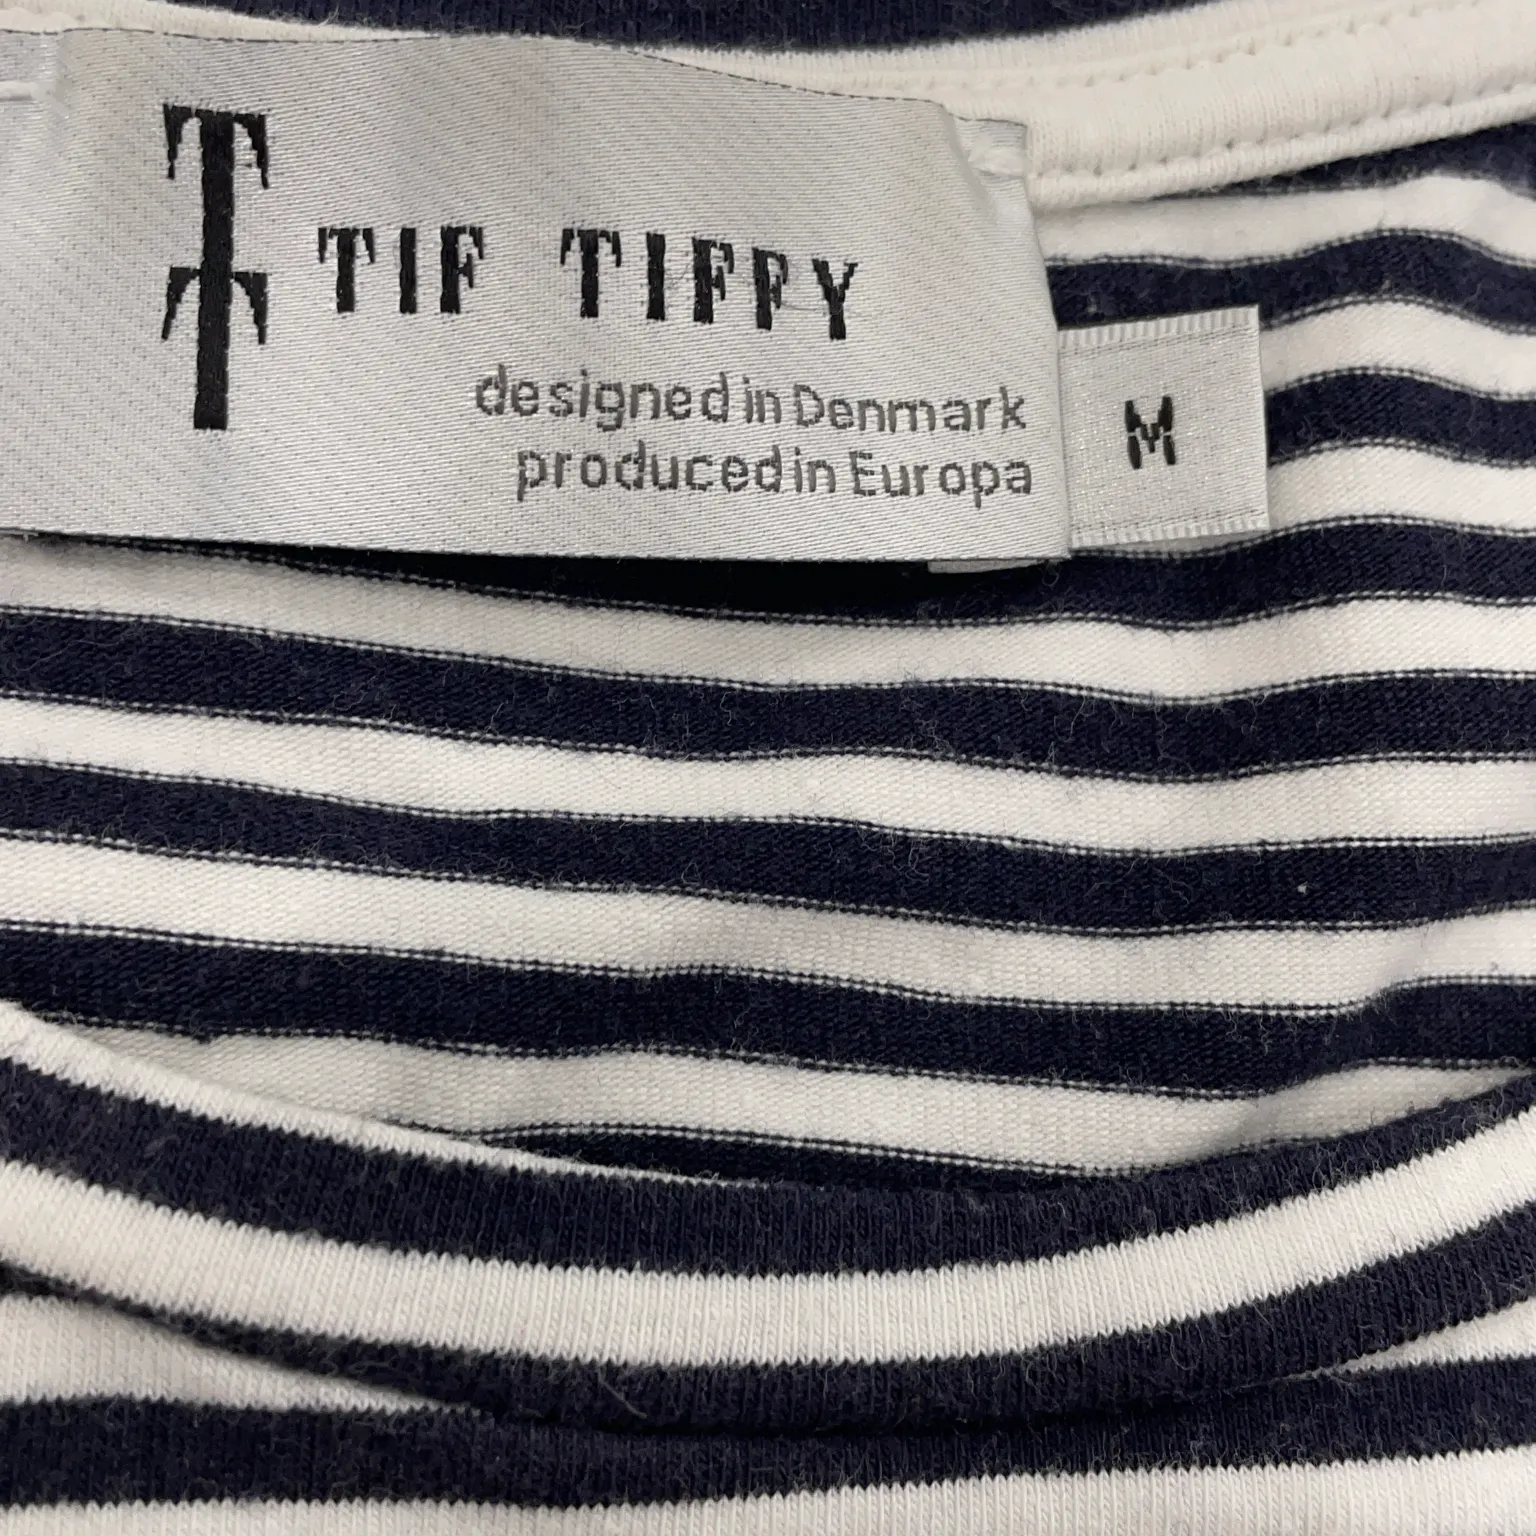 TIF TIFFY
designed in Denmark
produced in Europa
M